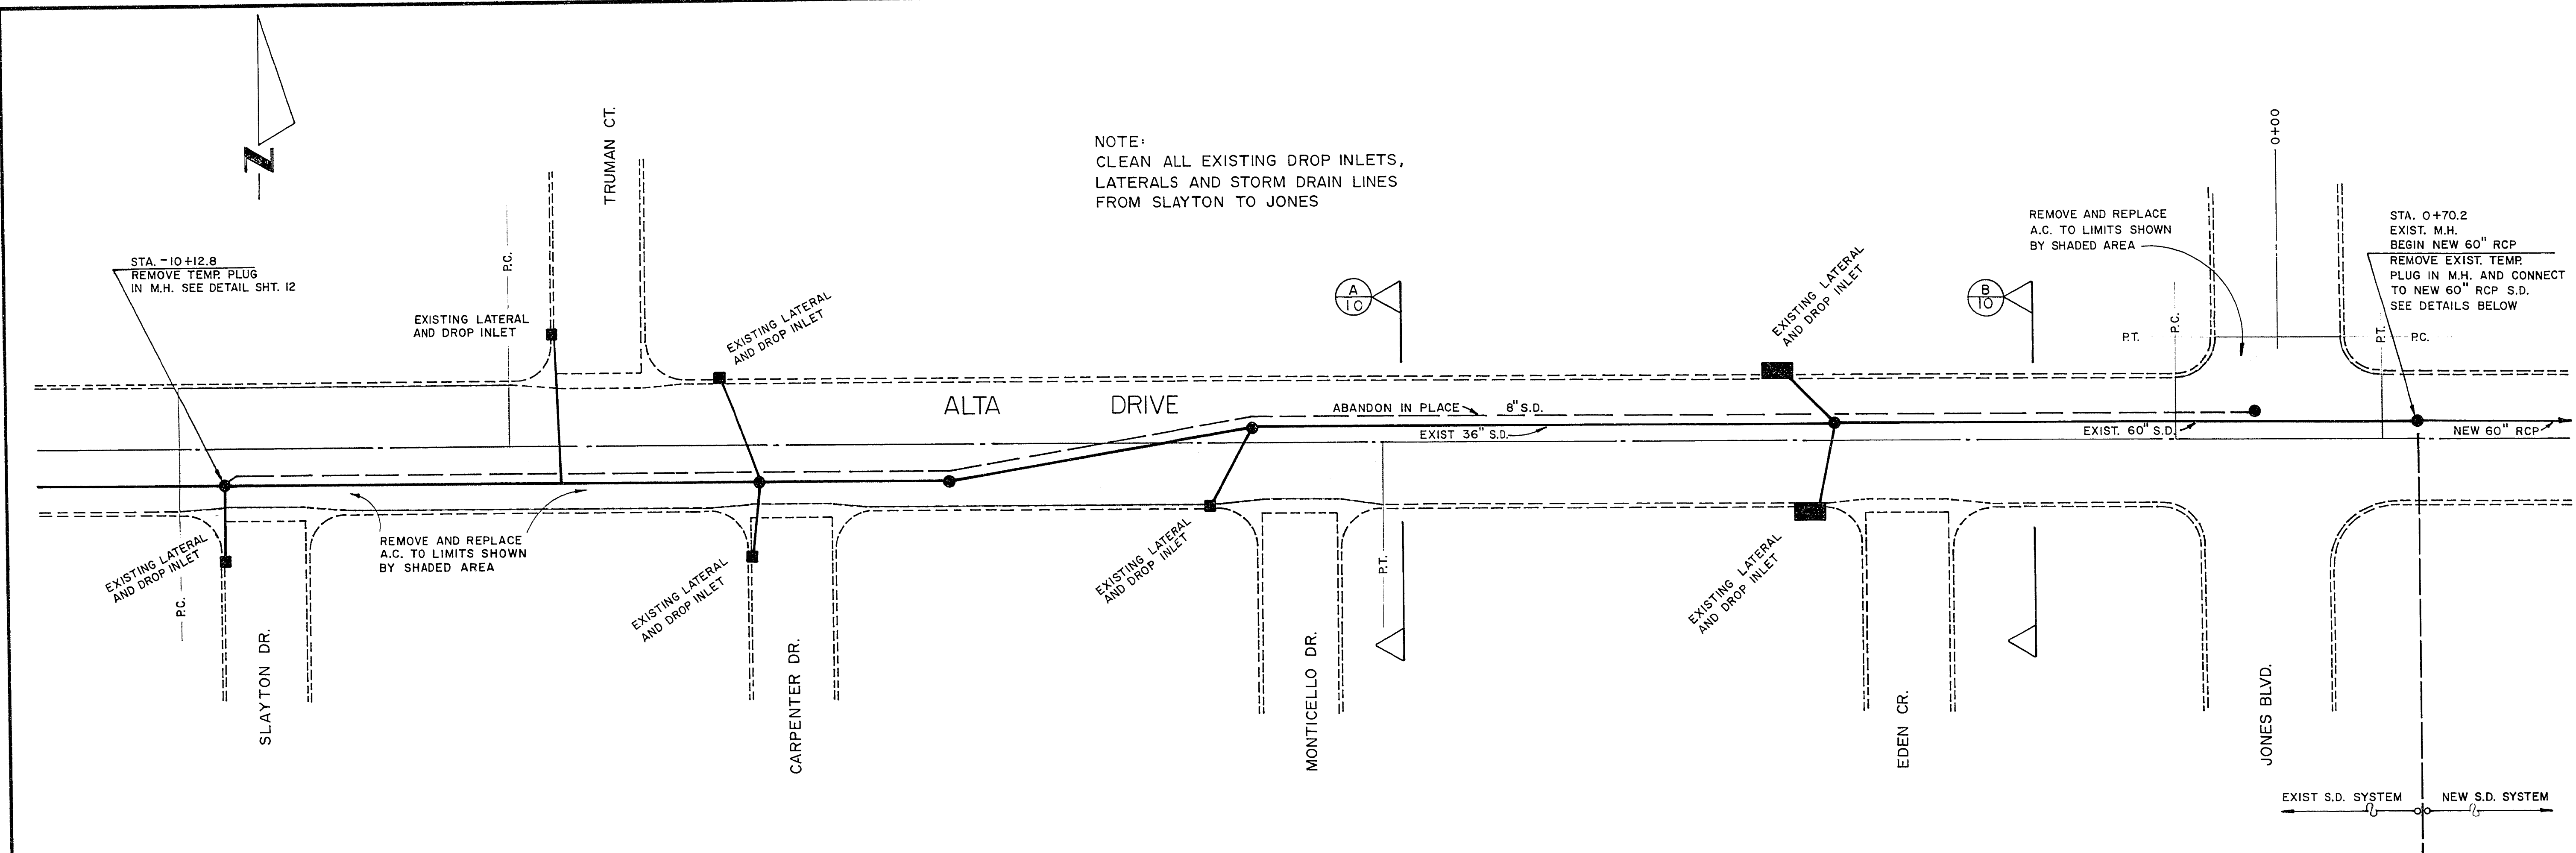 N
TRUMAN CT.
NOTE:
CLEAN ALL EXISTING DROP INLETS,
LATERALS AND STORM DRAIN LINES
FROM SLAYTON TO JONES
0+00
REMOVE AND REPLACE
A.C. TO LIMITS SHOWN
BY SHADED AREA
STA. 0+70.2
EXIST. M.H.
BEGIN NEW 60" RCP
REMOVE EXIST. TEMP.
PLUG IN M.H. AND CONNECT
TO NEW 60" RCP S.D.
SEE DETAILS BELOW
STA. -10+12.8
REMOVE TEMP. PLUG
IN M.H. SEE DETAIL SHT. 12
P.C.
EXISTING LATERAL
AND DROP INLET
EXISTING LATERAL
AND DROP INLET
A
10
EXISTING LATERAL
AND DROP INLET
B
10
P.T.
P.C.
P.T.
P.C.
ALTA DRIVE
ABANDON IN PLACE
8" S.D.
EXIST 36" S.D.
EXIST. 60" S.D.
NEW 60" RCP
REMOVE AND REPLACE
A.C. TO LIMITS SHOWN
BY SHADED AREA
EXISTING LATERAL
AND DROP INLET
P.C.
EXISTING LATERAL
AND DROP INLET
EXISTING LATERAL
AND DROP INLET
P.T.
EXISTING LATERAL
AND DROP INLET
SLAYTON DR.
CARPENTER DR.
MONTICELLO DR.
EDEN CR.
JONES BLVD.
EXIST S.D. SYSTEM
NEW S.D. SYSTEM